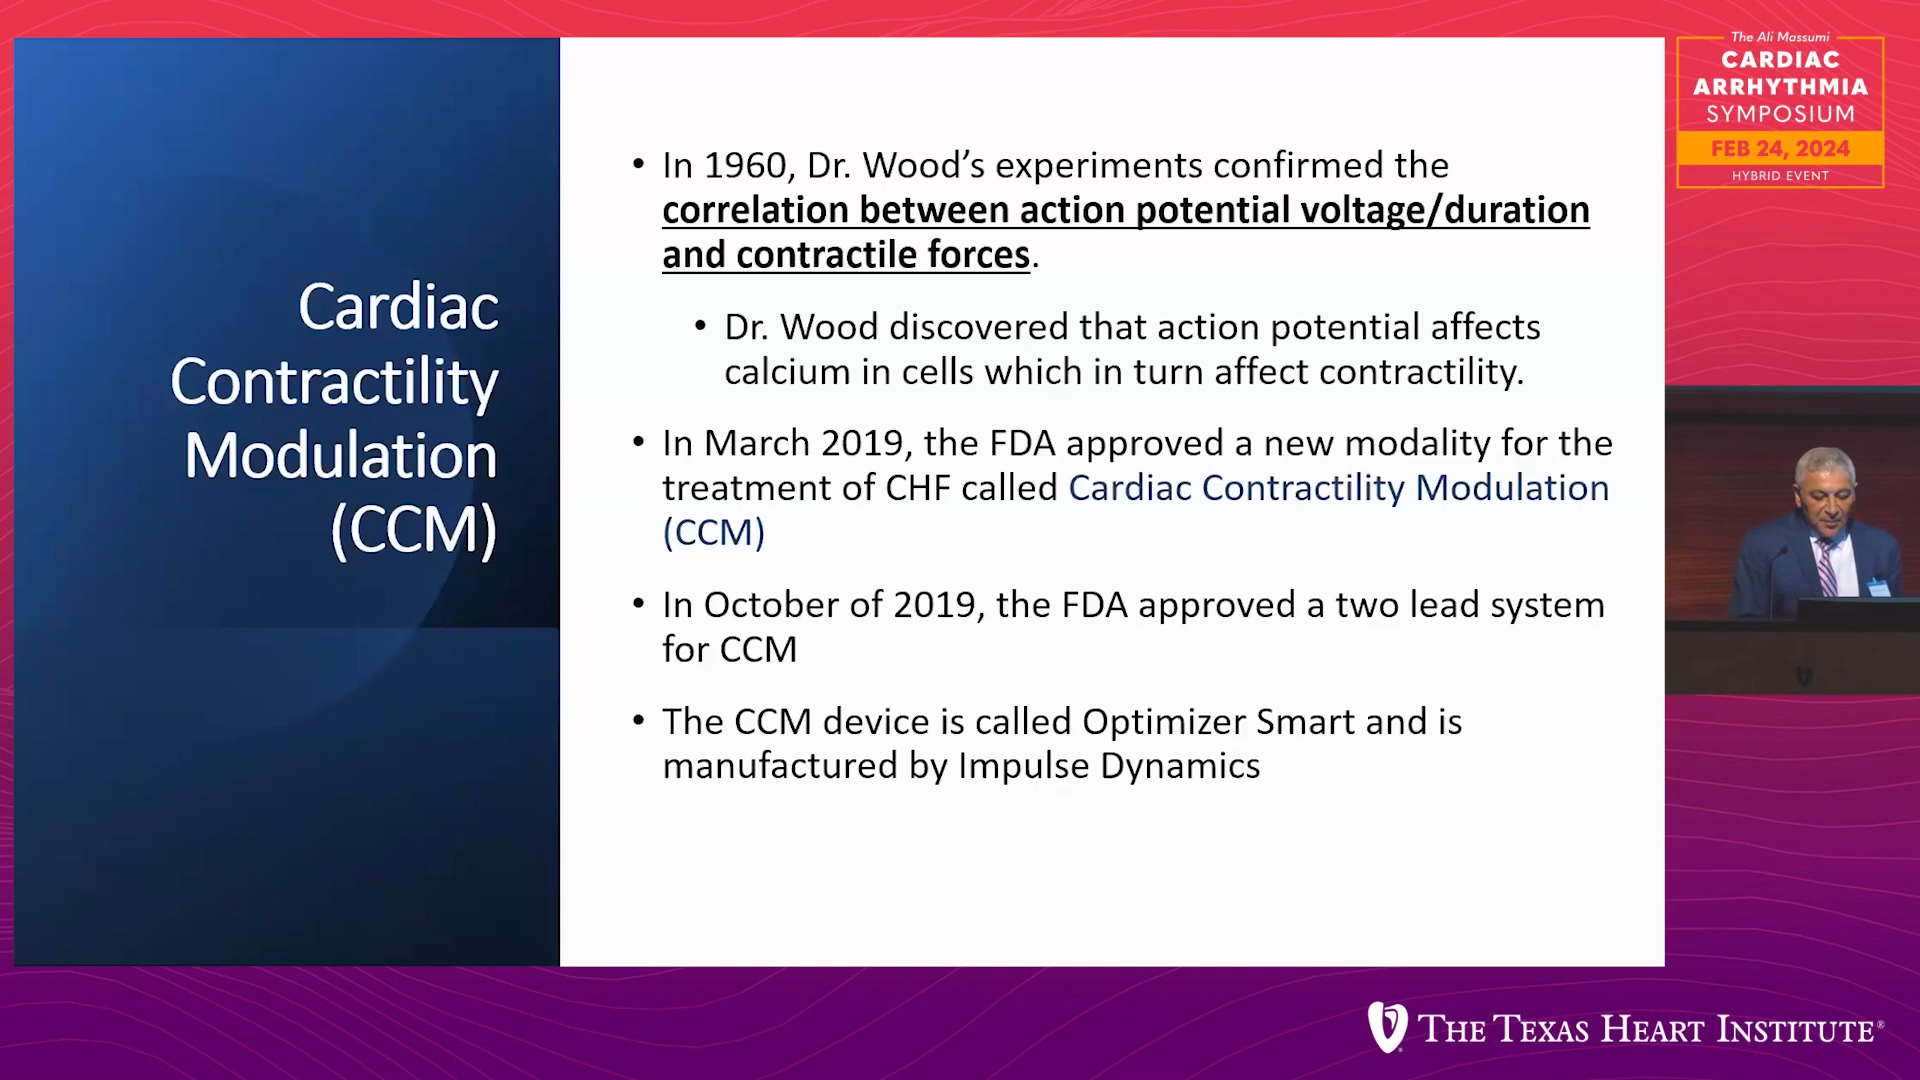 Cardiac
Contractility
Modulation
(CCM)
• In 1960, Dr. Wood’s experiments confirmed the
correlation between action potential voltage/duration
and contractile forces.
• Dr. Wood discovered that action potential affects
calcium in cells which in turn affect contractility.
• In March 2019, the FDA approved a new modality for the
treatment of CHF called Cardiac Contractility Modulation
(CCM)
• In October of 2019, the FDA approved a two lead system
for CCM
• The CCM device is called Optimizer Smart and is
manufactured by Impulse Dynamics
The Ali Massumi
CARDIAC
ARRHYTHMIA
SYMPOSIUM
FEB 24, 2024
HYBRID EVENT
THE TEXAS HEART INSTITUTE®